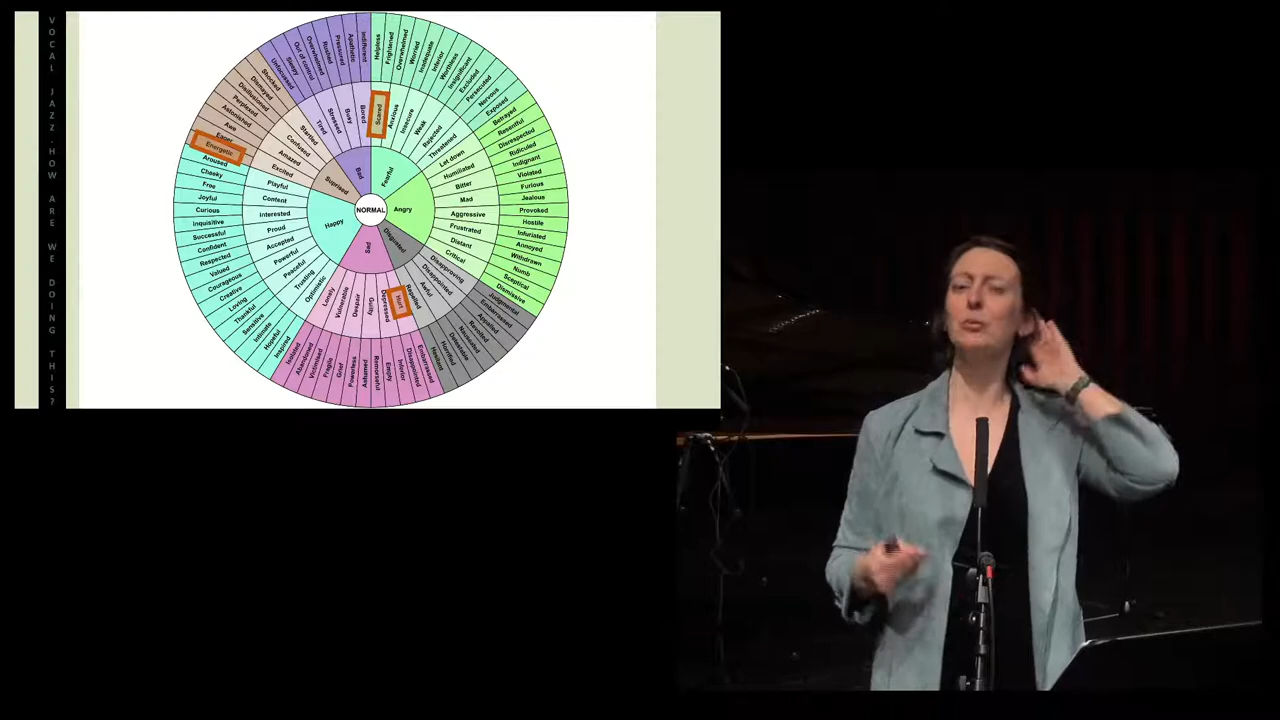 VOCAL JAZZ. HOW ARE WE DOING THIS?
NORMAL
Fearful
Angry
Disgusted
Sad
Happy
Suprised
Bad
Scared
Anxious
Insecure
Weak
Rejected
Threatened
Let down
Humiliated
Bitter
Mad
Aggressive
Frustrated
Distant
Critical
Disapproving
Disappointed
Awful
Repelled
Hurt
Depressed
Guilty
Despair
Vulnerable
Lonely
Optimistic
Trusting
Peaceful
Powerful
Accepted
Proud
Interested
Content
Playful
Excited
Amazed
Confused
Startled
Tired
Stressed
Busy
Bored
Helpless
Frightened
Overwhelmed
Worried
Inadequate
Inferior
Worthless
Insignificant
Excluded
Persecuted
Nervous
Exposed
Betrayed
Resentful
Disrespected
Ridiculed
Indignant
Violated
Furious
Jealous
Provoked
Hostile
Infuriated
Annoyed
Withdrawn
Numb
Sceptical
Dismissive
Judgmental
Embarrassed
Appalled
Revolted
Nauseated
Detestable
Horrified
Hesitant
Embarrassed
Disappointed
Inferior
Empty
Remorseful
Ashamed
Powerless
Grief
Fragile
Victimised
Abandoned
Isolated
Inspired
Hopeful
Intimate
Sensitive
Thankful
Loving
Creative
Courageous
Valued
Respected
Confident
Successful
Inquisitive
Curious
Joyful
Free
Cheeky
Aroused
Energetic
Eager
Awe
Astonished
Perplexed
Disillusioned
Dismayed
Shocked
Unfocussed
Sleepy
Out of control
Overwhelmed
Rushed
Pressured
Apathetic
Indifferent